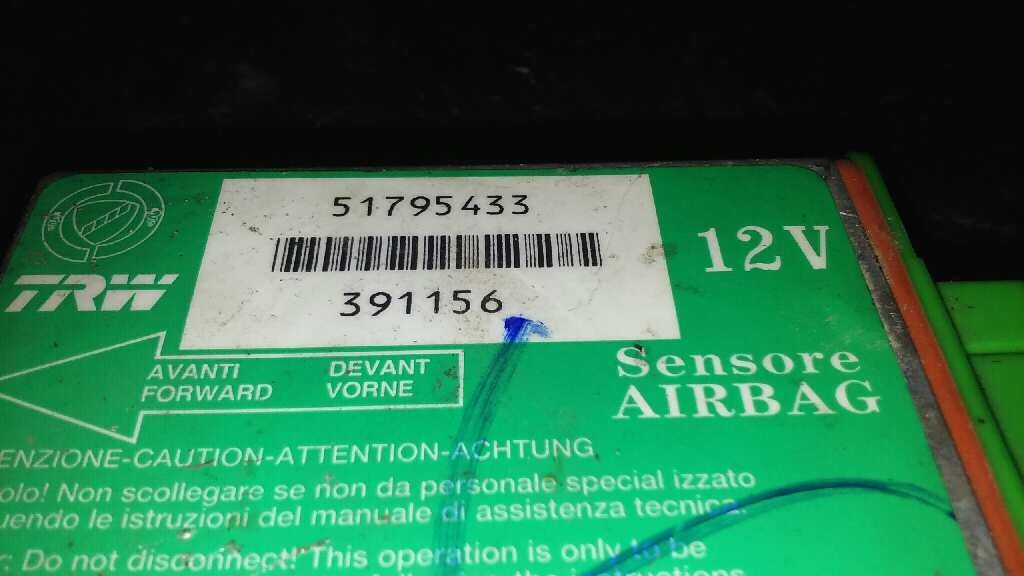 51795433
TRW
12V
391156
AVANTI DEVANT
FORWARD VORNE
Sensore
AIRBAG
ENZIONE-CAUTION-ATTENTION-ACHTUNG
olo! Non scollegare se non da personale special izzato
uendo le istruzioni del manuale di assistenza tecnica.
r: Do not disconnect! This operation is only to be
the instructions